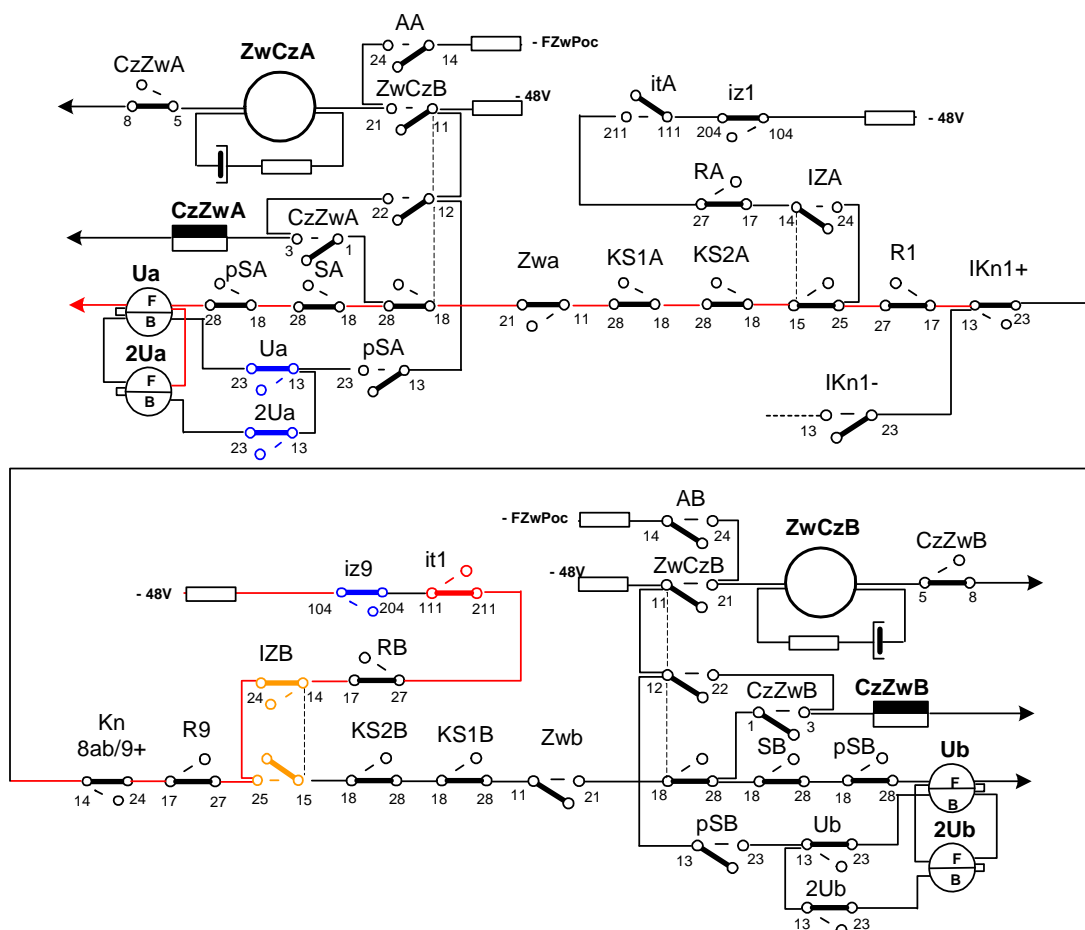 AA
24 14 - FZwPoc
ZwCzA
CzZwA
8 5
ZwCzB
21 11 - 48V
itA iz1
211 111 204 104 - 48V
RA IZA
27 17 14 24
22 12
CzZwA
CzZwA
3 1
Ua pSA SA
F
B
28 18 28 18 28 18
Zwa KS1A KS2A R1 IKn1+
21 11 28 18 28 18 15 25 27 17 13 23
2Ua
F
B
Ua pSA
23 13 23 13
2Ua
23 13
IKn1-
13 23
AB
- FZwPoc 14 24
ZwCzB
CzZwB
5 8
ZwCzB
- 48V 11 21
iz9 it1
- 48V 104 204 111 211
IZB RB
24 14 17 27
12 22
CzZwB
CzZwB
1 3
Kn
8ab/9+
R9 KS2B KS1B Zwb SB pSB Ub
14 24 17 27 25 15 18 28 18 28 11 21 18 28 28 18 28
F
B
pSB Ub
13 23 13 23
2Ub
F
B
2Ub
13 23